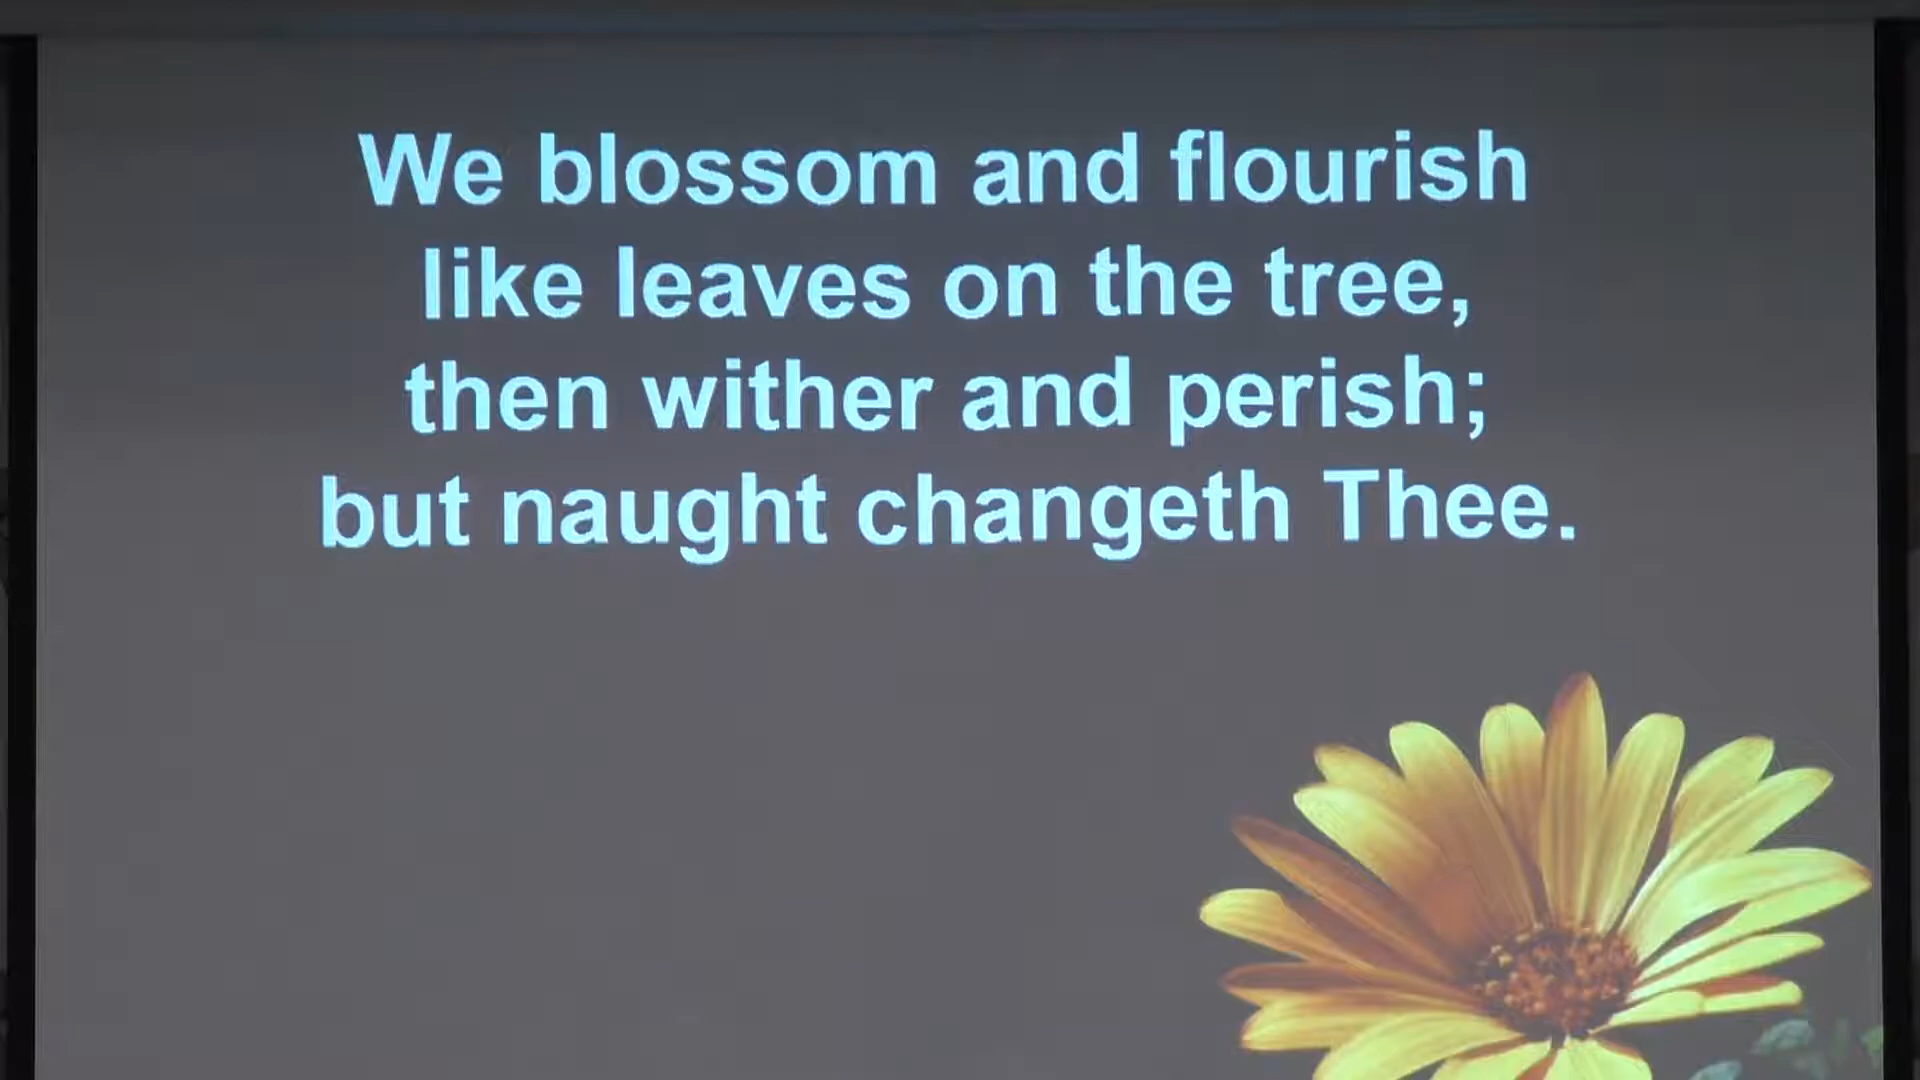 We blossom and flourish
like leaves on the tree,
then wither and perish;
but naught changeth Thee.